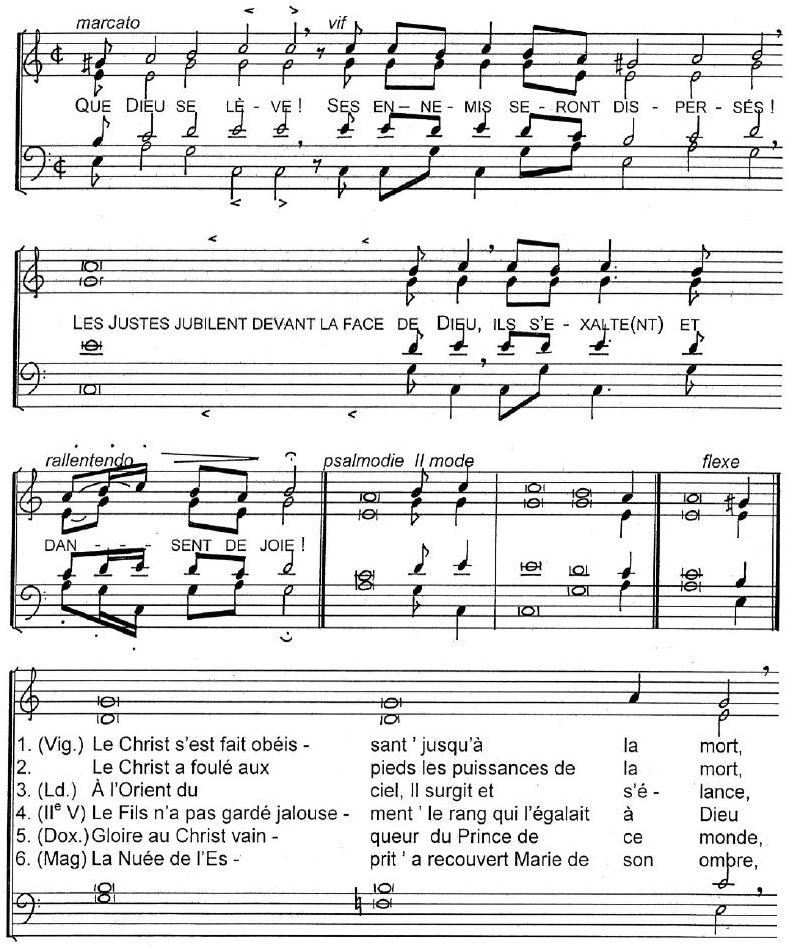 marcato vif
QUE DIEU SE LÈ - VE ! SES EN – NE - MIS SE - RONT DIS - PER - SÉS !
LES JUSTES JUBILENT DEVANT LA FACE DE DIEU, ILS S'E - XALTE(NT) ET
rallentendo psalmodie II mode flexe
DAN - - - SENT DE JOIE !
1. (Vig.) Le Christ s'est fait obéis - sant ' jusqu'à la mort,
2. Le Christ a foulé aux pieds les puissances de la mort,
3. (Ld.) À l'Orient du ciel, Il surgit et s'é - lance,
4. (IIe V) Le Fils n'a pas gardé jalouse - ment ' le rang qui l'égalait à Dieu
5. (Dox.) Gloire au Christ vain - queur du Prince de ce monde,
6. (Mag) La Nuée de l'Es - prit ' a recouvert Marie de son ombre,